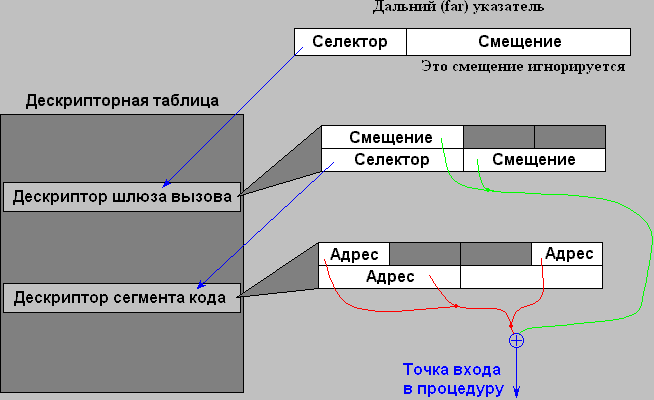 Дальний (far) указатель
Селектор Смещение
Это смещение игнорируется
Дескрипторная таблица
Смещение
Селектор Смещение
Дескриптор шлюза вызова
Адрес Адрес
Адрес
Дескриптор сегмента кода
Точка входа
в процедуру